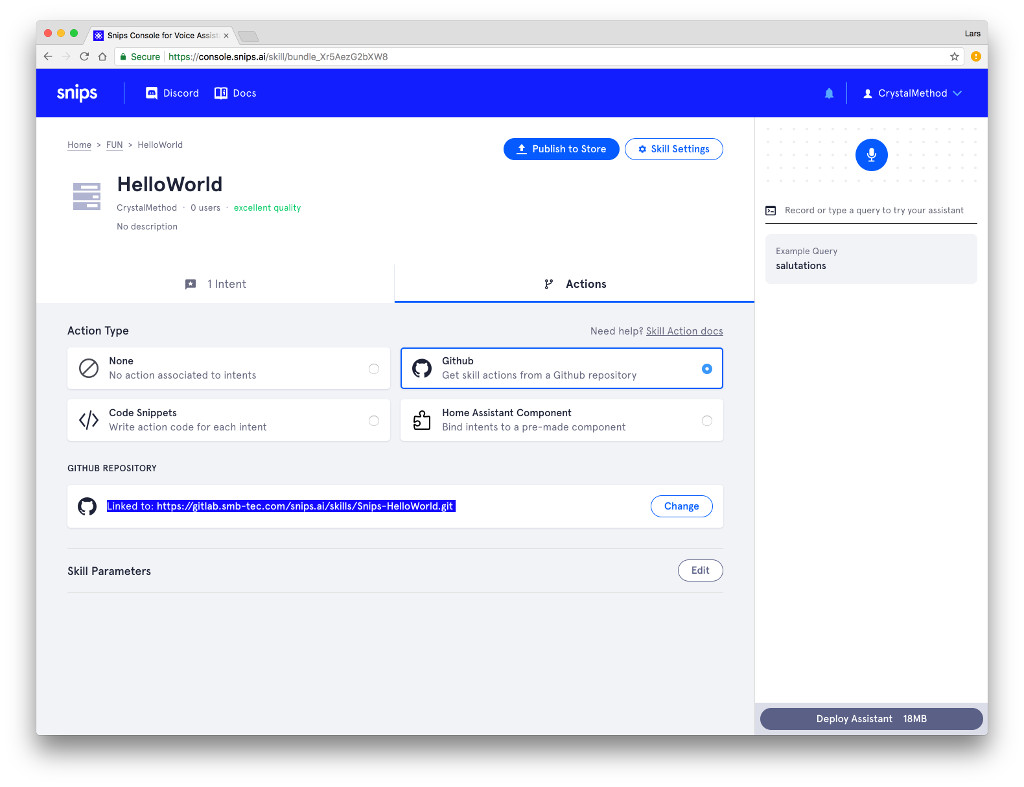 Snips Console for Voice Assist
Lars
Secure
https://console.snips.ai/skill/bundle_Xr5AezG2bXW8
snips
Discord
Docs
CrystalMethod
Home > FUN > HelloWorld
Publish to Store
Skill Settings
HelloWorld
CrystalMethod · 0 users · excellent quality
No description
Record or type a query to try your assistant
Example Query
salutations
1 Intent
Actions
Action Type
Need help? Skill Action docs
None
No action associated to intents
Github
Get skill actions from a Github repository
Code Snippets
Write action code for each intent
Home Assistant Component
Bind intents to a pre-made component
GITHUB REPOSITORY
Linked to: https://gitlab.smb-tec.com/snips.ai/skills/Snips-HelloWorld.git
Change
Skill Parameters
Edit
Deploy Assistant 18MB